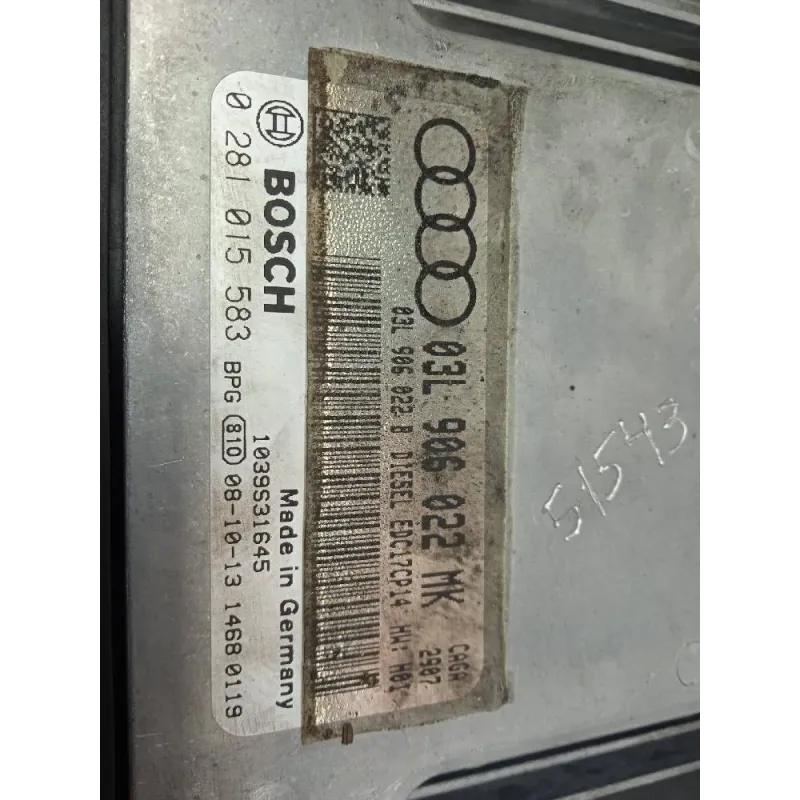 BOSCH
0 281 015 583 BPG 810 08-10-13 1468 0119
1039S31645
Made in Germany
03L 906 022 MK
03L 906 022 B DIESEL EDC17CP14 HW: H01
CAGA
2907
51543